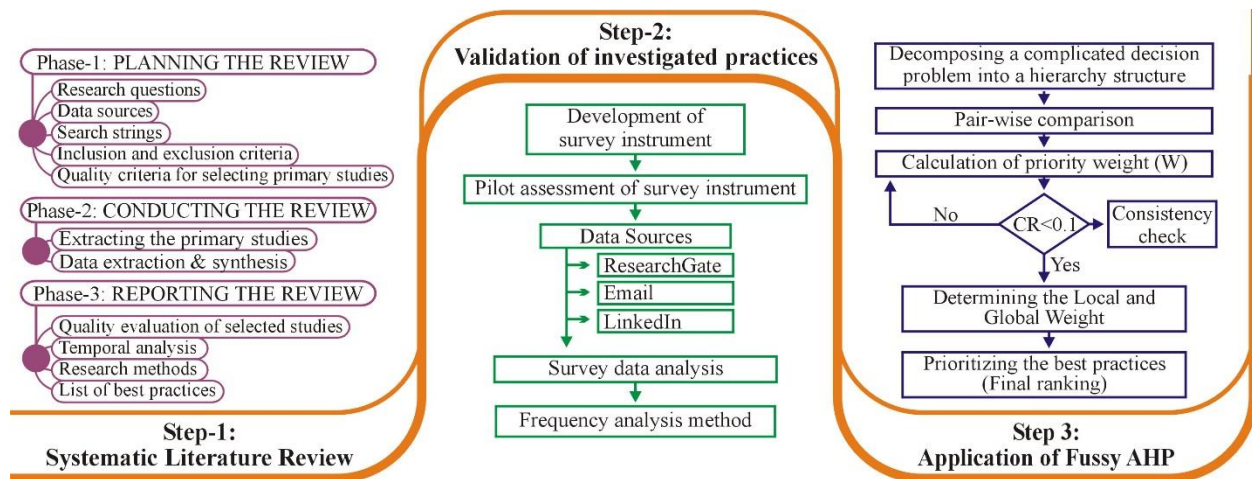 Phase-1: PLANNING THE REVIEW
Research questions
Data sources
Search strings
Inclusion and exclusion criteria
Quality criteria for selecting primary studies
Phase-2: CONDUCTING THE REVIEW
Extracting the primary studies
Data extraction & synthesis
Phase-3: REPORTING THE REVIEW
Quality evaluation of selected studies
Temporal analysis
Research methods
List of best practices
Step-1:
Systematic Literature Review
Step-2:
Validation of investigated practices
Development of
survey instrument
Pilot assessment of survey instrument
Data Sources
ResearchGate
Email
LinkedIn
Survey data analysis
Frequency analysis method
Decomposing a complicated decision
problem into a hierarchy structure
Pair-wise comparison
Calculation of priority weight (W)
No
CR<0.1
Consistency
check
Yes
Determining the Local and
Global Weight
Prioritizing the best practices
(Final ranking)
Step 3:
Application of Fussy AHP